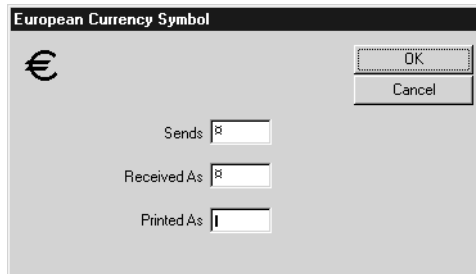 European Currency Symbol
€
OK
Cancel
Sends ¤
Received As ¤
Printed As